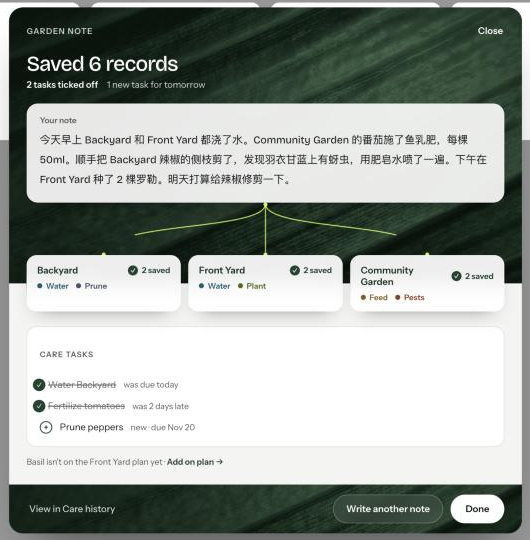 GARDEN NOTE
Close
Saved 6 records
2 tasks ticked off 1 new task for tomorrow
Your note
今天早上 Backyard 和 Front Yard 都浇了水。Community Garden 的番茄施了鱼乳肥，每棵
50ml。顺手把 Backyard 辣椒的侧枝剪了，发现羽衣甘蓝上有蚜虫，用肥皂水喷了一遍。下午在
Front Yard 种了 2 棵罗勒。明天打算给辣椒修剪一下。
Backyard
2 saved
Water Prune
Front Yard
2 saved
Water Plant
Community
Garden
2 saved
Feed Pests
CARE TASKS
Water Backyard was due today
Fertilize tomatoes was 2 days late
Prune peppers new · due Nov 20
Basil isn't on the Front Yard plan yet · Add on plan →
View in Care history
Write another note
Done